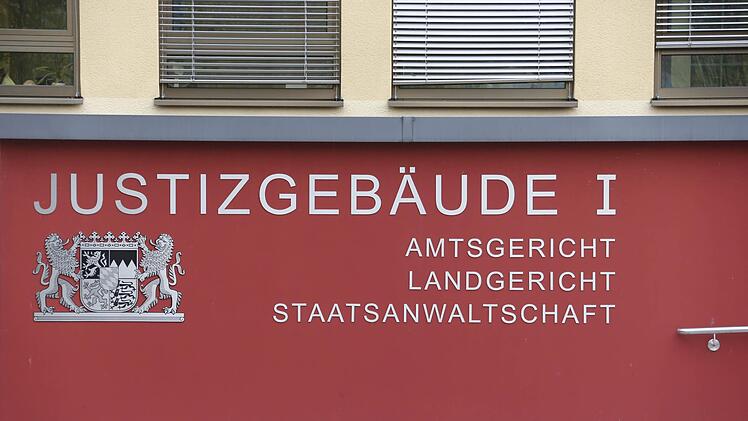 JUSTIZGEBÄUDE I
AMTSGERICHT
LANDGERICHT
STAATSANWALTSCHAFT